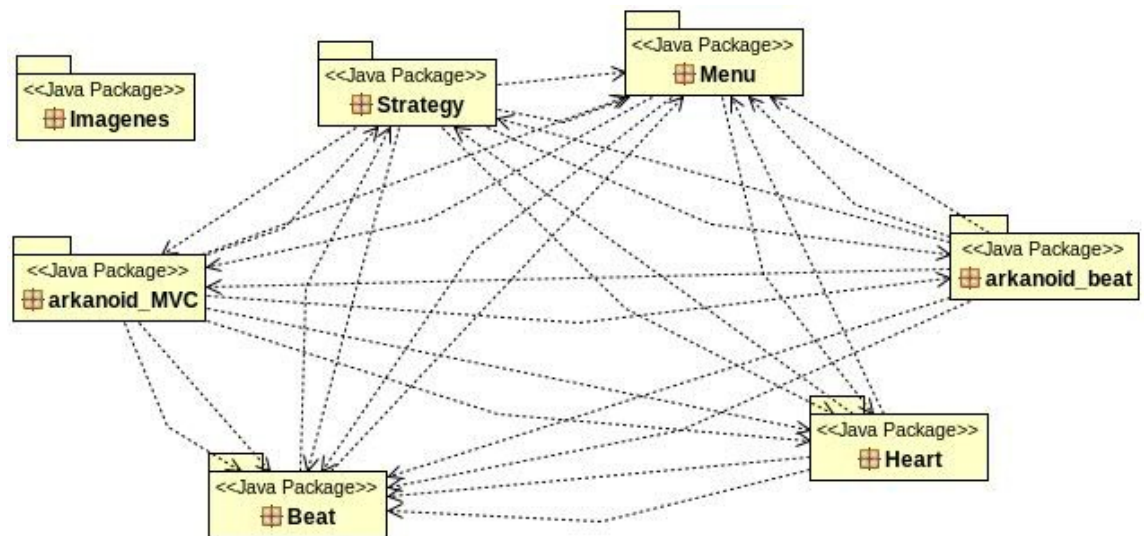 <<Java Package>>
Imagenes
<<Java Package>>
Strategy
<<Java Package>>
Menu
<<Java Package>>
arkanoid_MVC
<<Java Package>>
arkanoid_beat
<<Java Package>>
Heart
<<Java Package>>
Beat